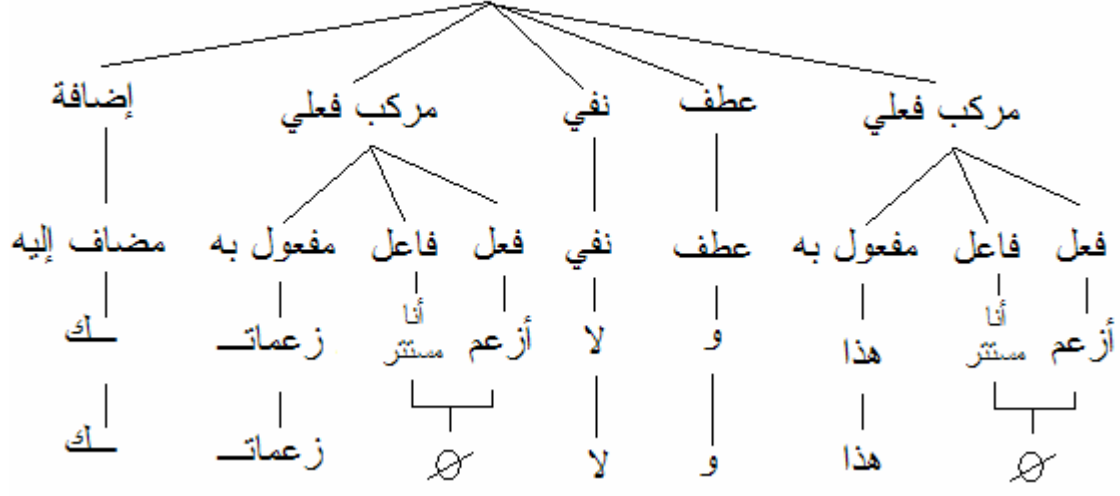 مركب فعلي عطف نفي مركب فعلي إضافة
فعل فاعل مفعول به عطف نفي فعل فاعل مفعول به مضاف إليه
أزعم أنا مستتر هذا و لا أزعم أنا مستتر زعماتـ ـك
∅ هذا و لا ∅ زعماتـ ـك